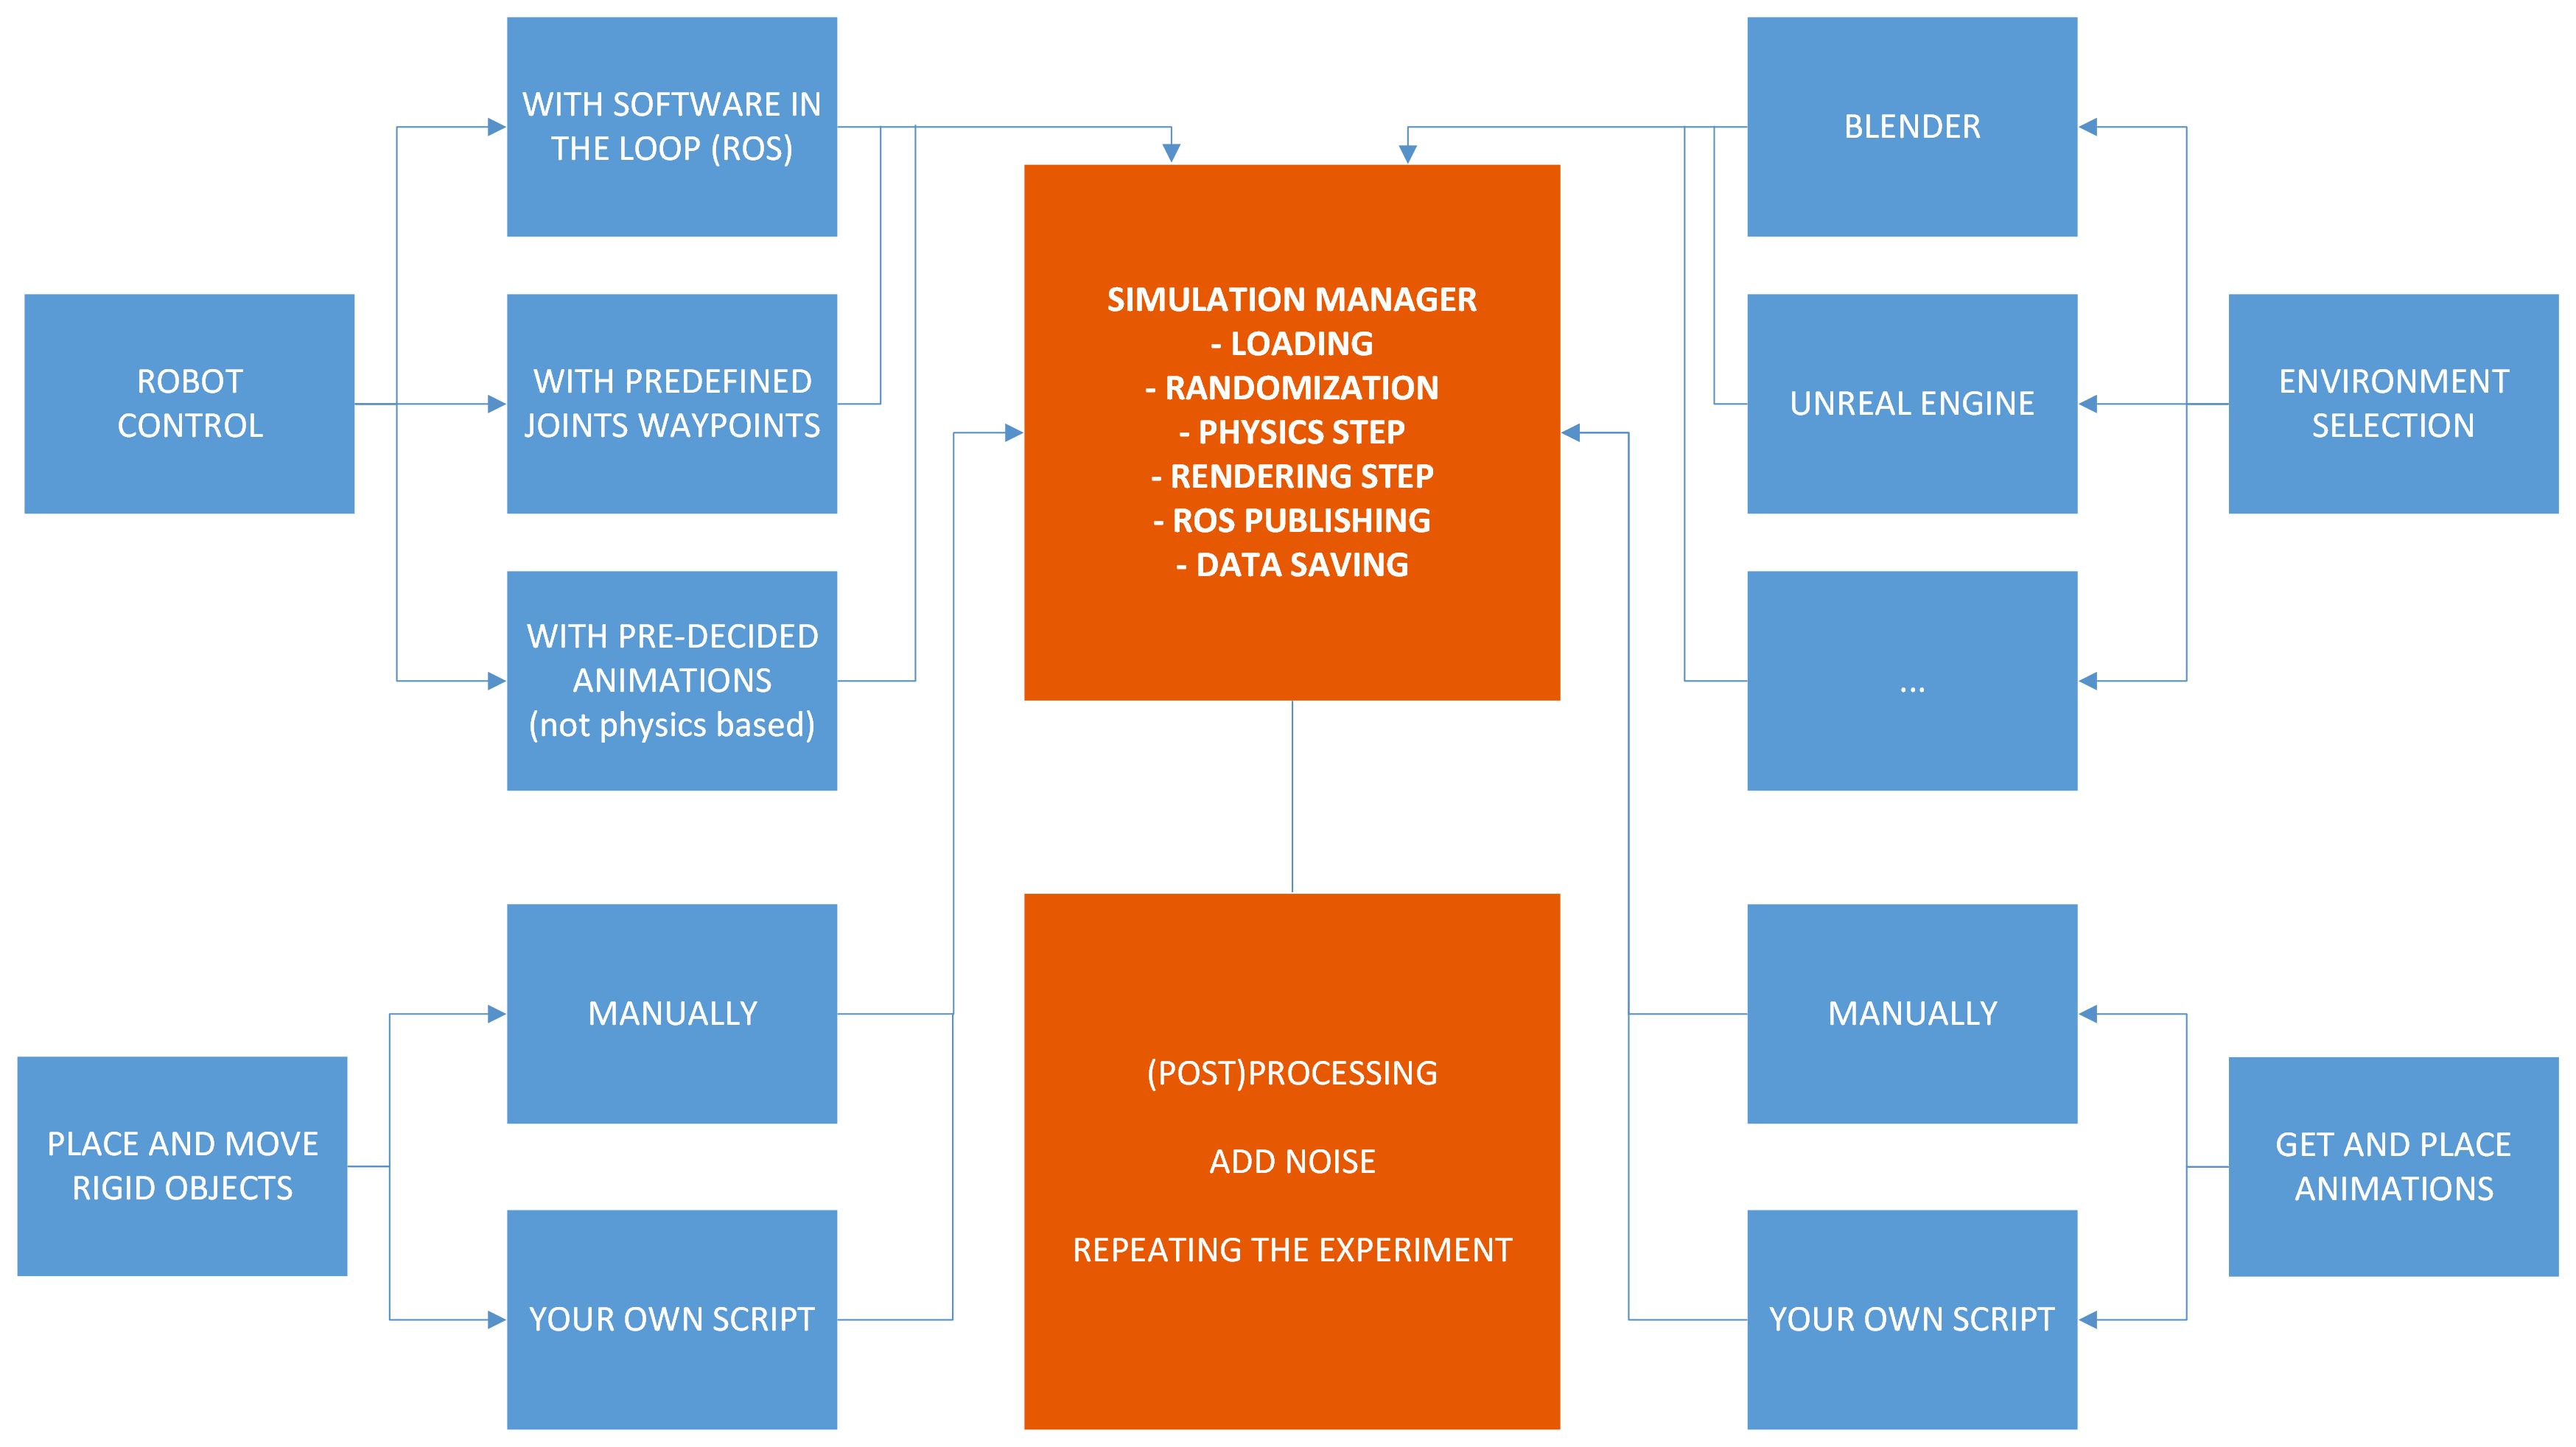 ROBOT
CONTROL
WITH SOFTWARE IN
THE LOOP (ROS)
WITH PREDEFINED
JOINTS WAYPOINTS
WITH PRE-DECIDED
ANIMATIONS
(not physics based)
SIMULATION MANAGER
- LOADING
- RANDOMIZATION
- PHYSICS STEP
- RENDERING STEP
- ROS PUBLISHING
- DATA SAVING
BLENDER
UNREAL ENGINE
...
ENVIRONMENT
SELECTION
PLACE AND MOVE
RIGID OBJECTS
MANUALLY
YOUR OWN SCRIPT
(POST)PROCESSING
ADD NOISE
REPEATING THE EXPERIMENT
MANUALLY
YOUR OWN SCRIPT
GET AND PLACE
ANIMATIONS